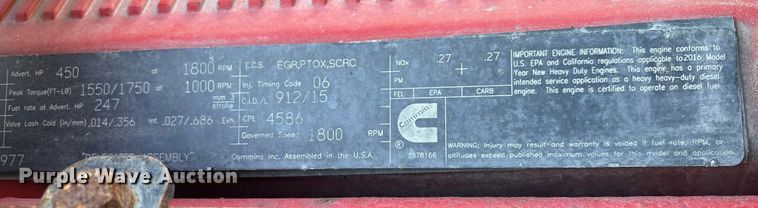 Advert. HP 450 at 1800 RPM
Peak Torque(FT-LB) 1550/1750 at 1000 RPM
Fuel rate at Advert. HP 247 mm3 stroke
Valve Lash Cold (in/mm) .014/.356 Int. .027/.686 Exh.
977
E.C.S. EGR,PTOX,SCRC
Inj. Timing Code 06
C.I.D./L 912/15
CPL 4586
Governed Speed 1800 RPM
Cummins Inc. Assembled in the U.S.A.
NOx .27 + .27
PM
FEL EPA CARB
Cummins
®
2878166
IMPORTANT ENGINE INFORMATION: This engine conforms to
U.S. EPA and California regulations applicable to 2016 Model
Year New Heavy Duty Engines. This engine has a primary
intended service application as a heavy heavy-duty diesel
engine. This engine is certified to operate on diesel fuel
WARNING: Injury may result and warranty is voided if fuel rate, RPM, or
altitudes exceed published maximum values for this model and application.
Purple Wave Auction